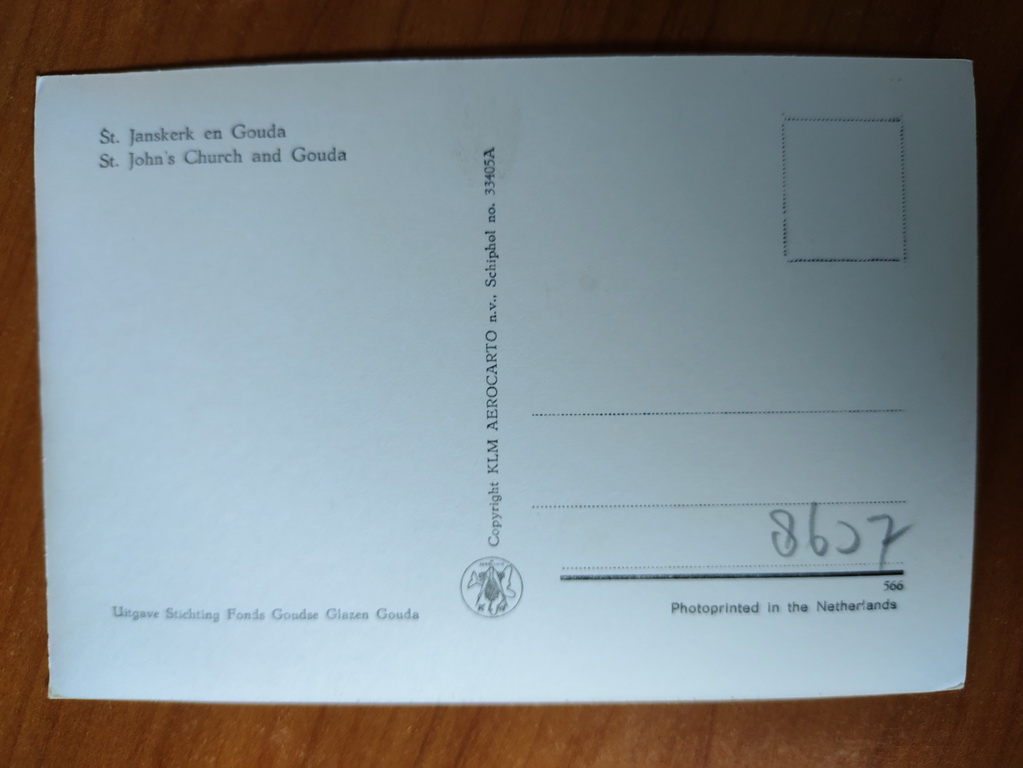 St. Janskerk en Gouda
St. John's Church and Gouda
Uitgave Stichting Fonds Goudse Glazen Gouda
Copyright KLM AEROCARTO n.v., Schiphol no. 33405A
566
Photoprinted in the Netherlands